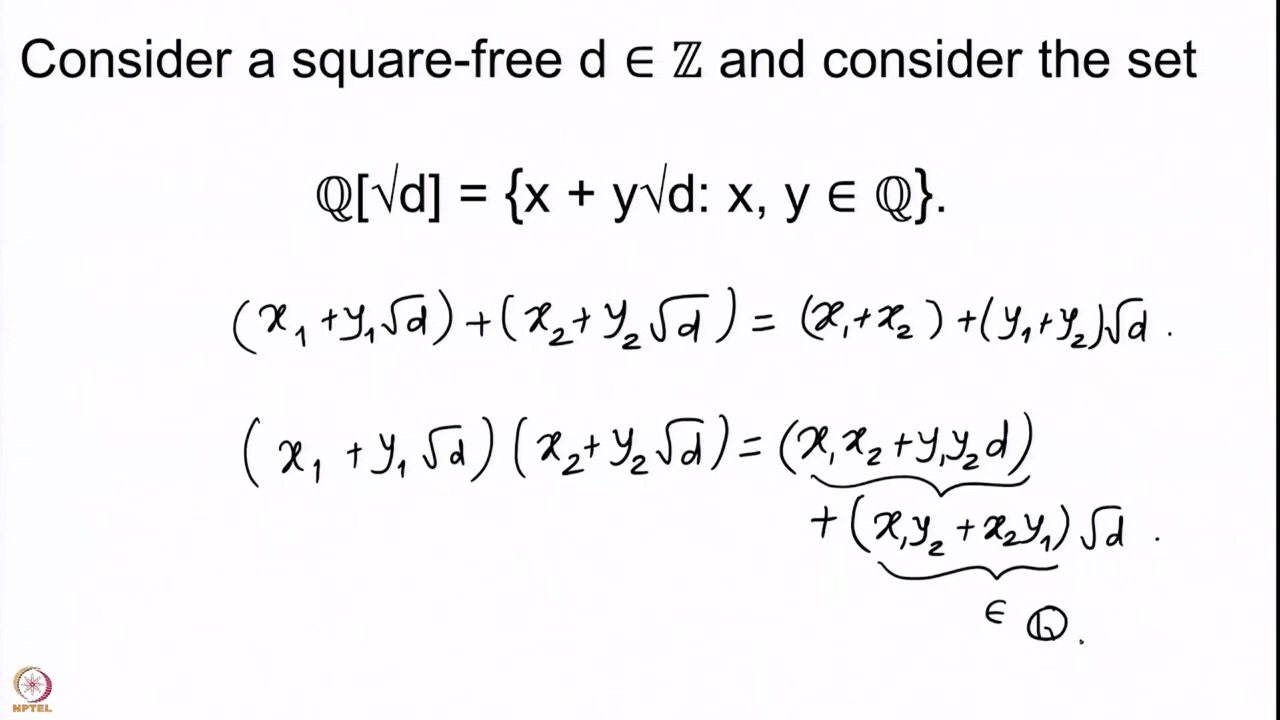 Consider a square-free d ∈ ℤ and consider the set
ℚ[√d] = {x + y√d: x, y ∈ ℚ}.
(x₁ + y₁√d) + (x₂ + y₂√d) = (x₁ + x₂) + (y₁ + y₂)√d.
(x₁ + y₁√d)(x₂ + y₂√d) = (x₁x₂ + y₁y₂d)
+ (x₁y₂ + x₂y₁)√d.
∈ ℚ.
NPTEL